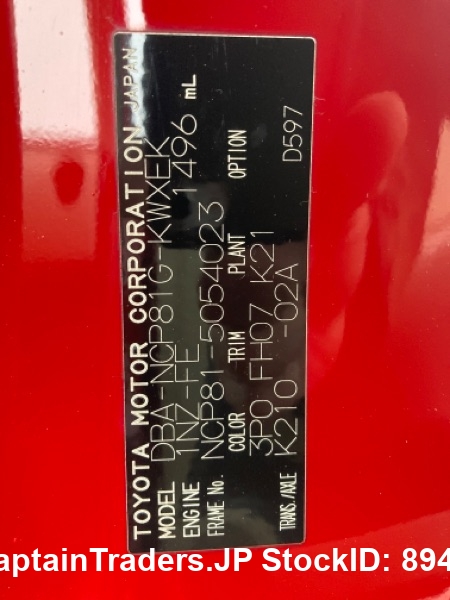 TOYOTA MOTOR CORPORATION JAPAN
MODEL DBA-NCP81G-KWXEK
ENGINE 1NZ-FE 1496 mL
FRAME No. NCP81-5054023
COLOR TRIM PLANT OPTION
3P0 FH07 K21
TRANS./AXLE K210 -02A D597
aptainTraders.JP StockID: 894